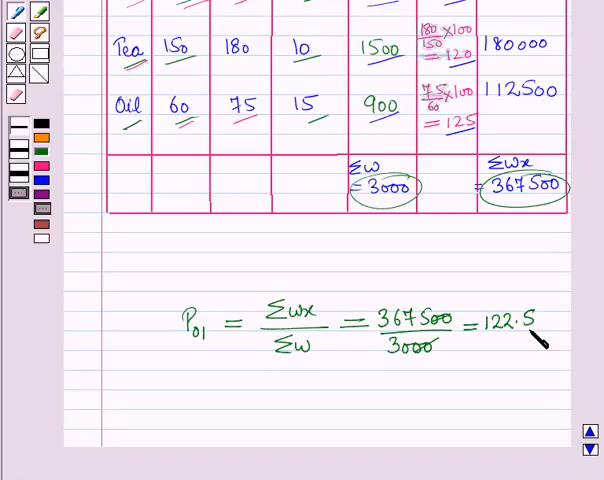 Tea 150 180 10 1500 180/150 ×100 = 120 180000
Oil 60 75 15 900 75/60 ×100 = 125 112500
Σw = 3000 Σwx = 367500
P01 = Σwx/Σw = 367500/3000 = 122.5